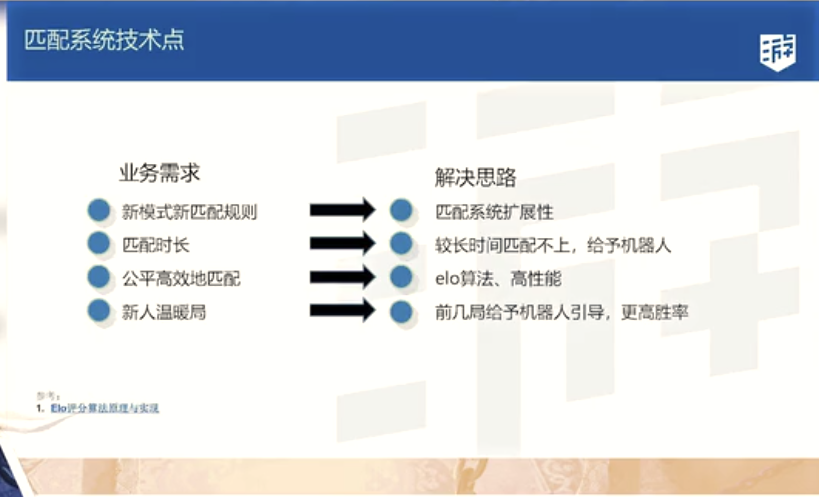 匹配系统技术点
业务需求
解决思路
新模式新匹配规则
匹配系统扩展性
匹配时长
较长时间匹配不上，给予机器人
公平高效地匹配
elo算法、高性能
新人温暖局
前几局给予机器人引导，更高胜率
参考：
1. Elo评分算法原理与实现